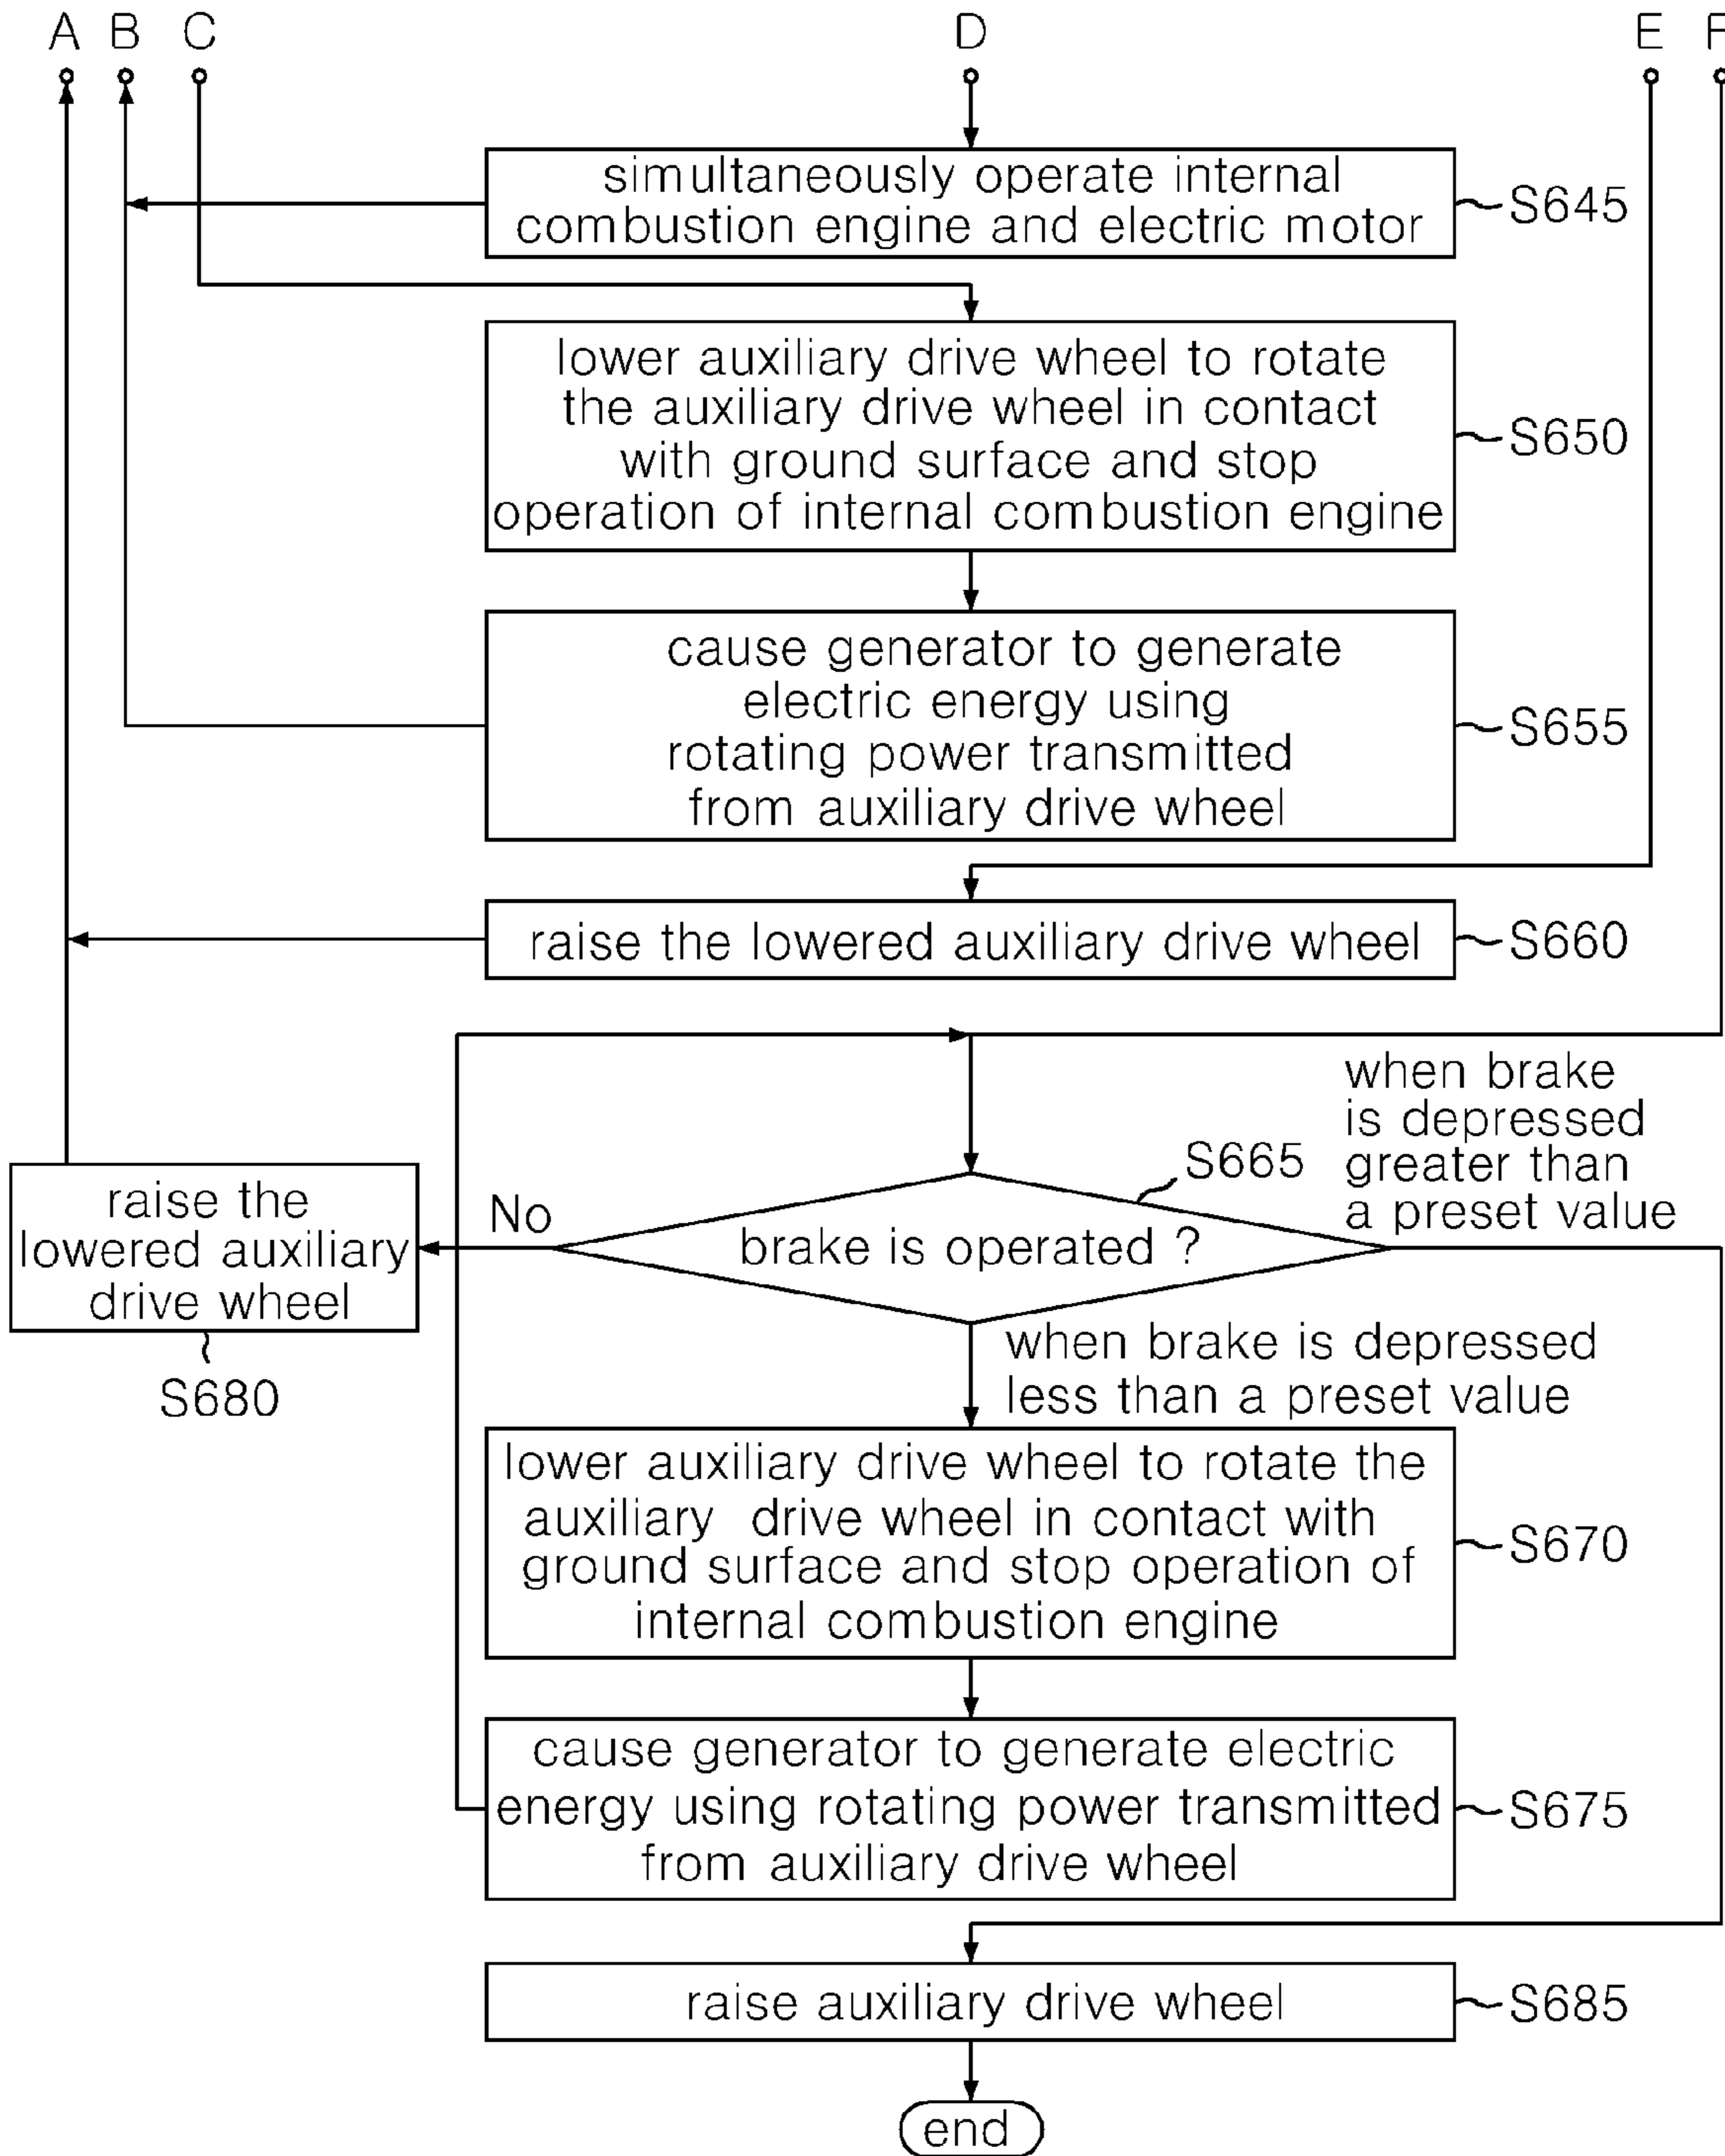 A B C D E F
simultaneously operate internal
combustion engine and electric motor
S645
lower auxiliary drive wheel to rotate
the auxiliary drive wheel in contact
with ground surface and stop
operation of internal combustion engine
S650
cause generator to generate
electric energy using
rotating power transmitted
from auxiliary drive wheel
S655
raise the lowered auxiliary drive wheel
S660
when brake
is depressed
greater than
a preset value
S665
brake is operated ?
No
raise the
lowered auxiliary
drive wheel
S680
when brake is depressed
less than a preset value
lower auxiliary drive wheel to rotate the
auxiliary drive wheel in contact with
ground surface and stop operation of
internal combustion engine
S670
cause generator to generate electric
energy using rotating power transmitted
from auxiliary drive wheel
S675
raise auxiliary drive wheel
S685
end